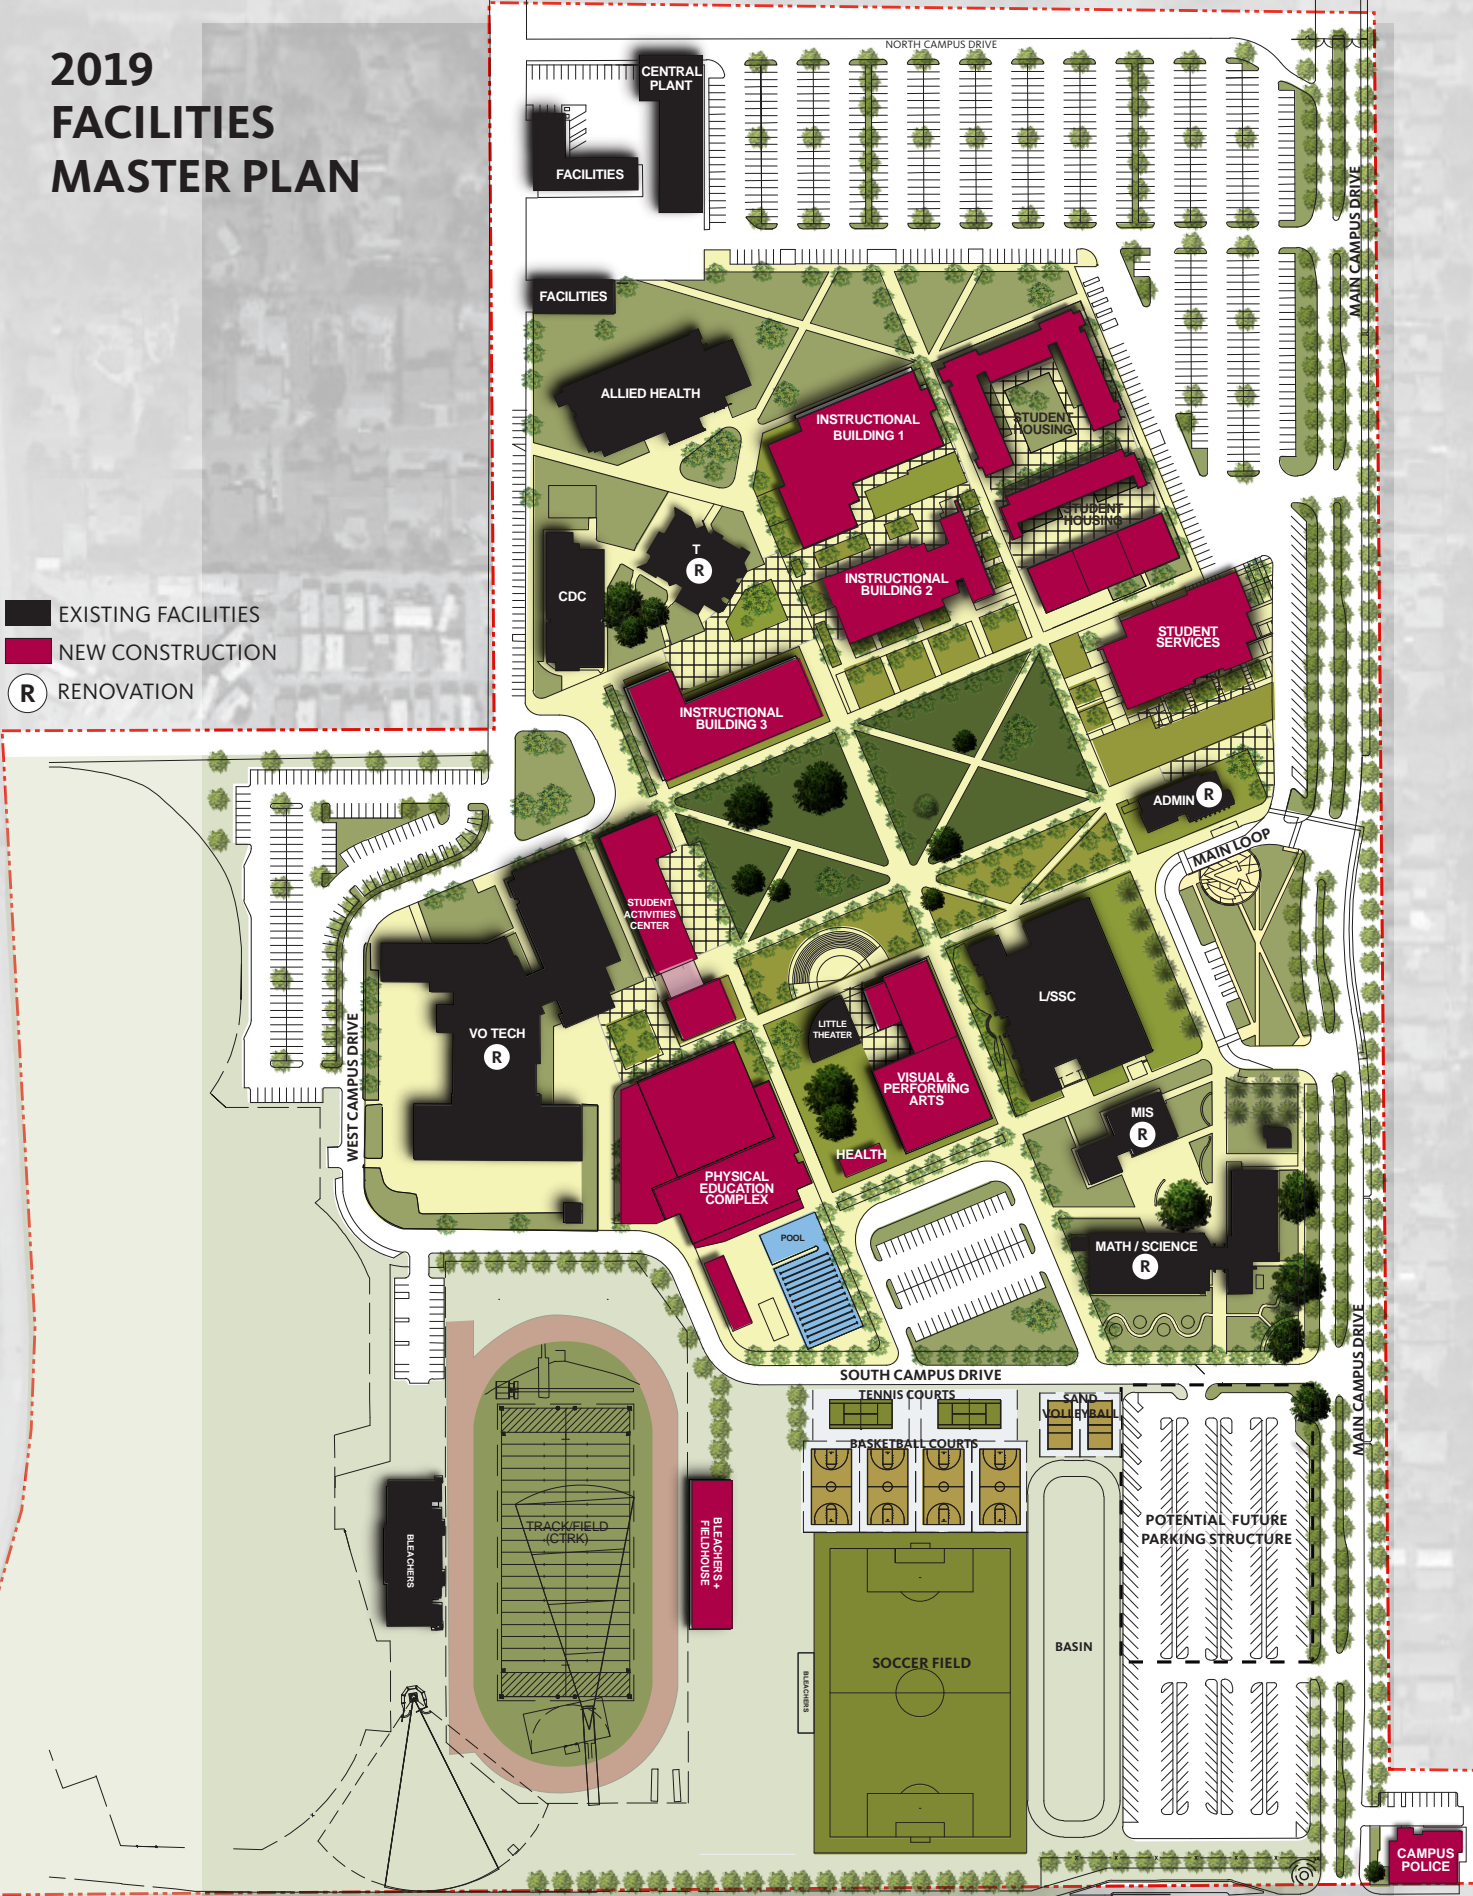 2019
FACILITIES
MASTER PLAN
EXISTING FACILITIES
NEW CONSTRUCTION
R RENOVATION
NORTH CAMPUS DRIVE
CENTRAL
PLANT
FACILITIES
FACILITIES
MAIN CAMPUS DRIVE
ALLIED HEALTH
INSTRUCTIONAL
BUILDING 1
STUDENT
HOUSING
STUDENT
HOUSING
T
R
CDC
INSTRUCTIONAL
BUILDING 2
STUDENT
SERVICES
INSTRUCTIONAL
BUILDING 3
ADMIN R
MAIN LOOP
STUDENT
ACTIVITIES
CENTER
L/SSC
VO TECH
R
LITTLE
THEATER
WEST CAMPUS DRIVE
VISUAL &
PERFORMING
ARTS
MIS
R
HEALTH
PHYSICAL
EDUCATION
COMPLEX
POOL
MATH / SCIENCE
R
MAIN CAMPUS DRIVE
SOUTH CAMPUS DRIVE
TENNIS COURTS
SAND
VOLLEYBALL
BASKETBALL COURTS
BLEACHERS
TRACK/FIELD
(CTRK)
BLEACHERS +
FIELDHOUSE
POTENTIAL FUTURE
PARKING STRUCTURE
BASIN
SOCCER FIELD
BLEACHERS
CAMPUS
POLICE